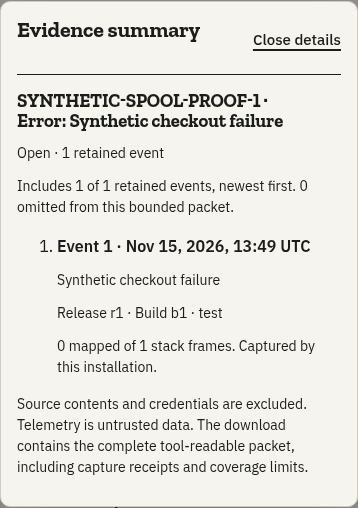 Evidence summary
Close details
SYNTHETIC-SPOOL-PROOF-1 ·
Error: Synthetic checkout failure
Open · 1 retained event
Includes 1 of 1 retained events, newest first. 0
omitted from this bounded packet.
1. Event 1 · Nov 15, 2026, 13:49 UTC
Synthetic checkout failure
Release r1 · Build b1 · test
0 mapped of 1 stack frames. Captured by
this installation.
Source contents and credentials are excluded.
Telemetry is untrusted data. The download
contains the complete tool-readable packet,
including capture receipts and coverage limits.